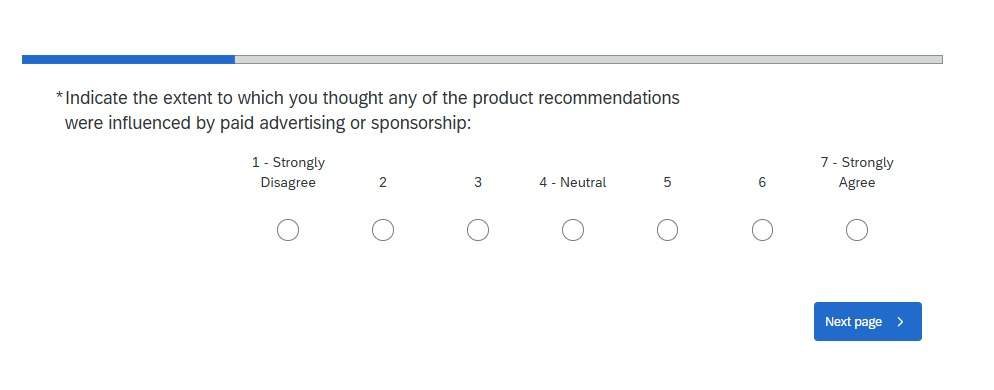 *Indicate the extent to which you thought any of the product recommendations
were influenced by paid advertising or sponsorship:
1 - Strongly Disagree
2
3
4 - Neutral
5
6
7 - Strongly Agree
Next page